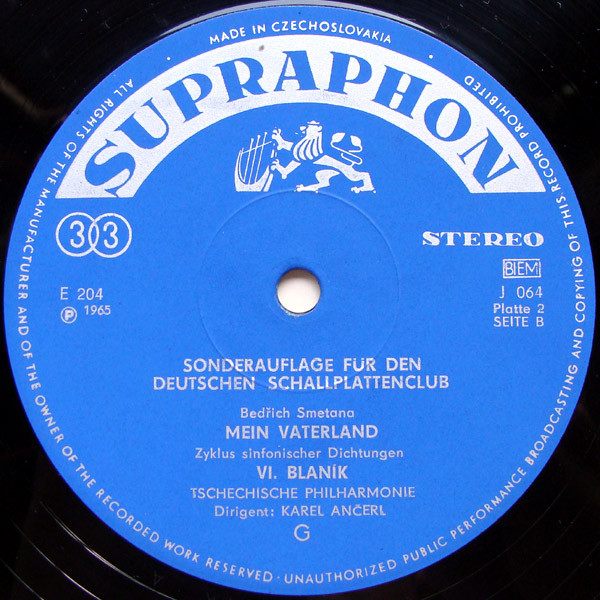 MADE IN CZECHOSLOVAKIA
SUPRAPHON
33
STEREO
E 204
BIEM
J 064
℗ 1965
Platte 2
SEITE B
SONDERAUFLAGE FÜR DEN
DEUTSCHEN SCHALLPLATTENCLUB
Bedřich Smetana
MEIN VATERLAND
Zyklus sinfonischer Dichtungen
VI. BLANÍK
TSCHECHISCHE PHILHARMONIE
Dirigent: KAREL ANČERL
G
ALL RIGHTS OF THE MANUFACTURER AND OF THE OWNER OF THE RECORDED WORK RESERVED · UNAUTHORIZED PUBLIC PERFORMANCE BROADCASTING AND COPYING OF THIS RECORD PROHIBITED